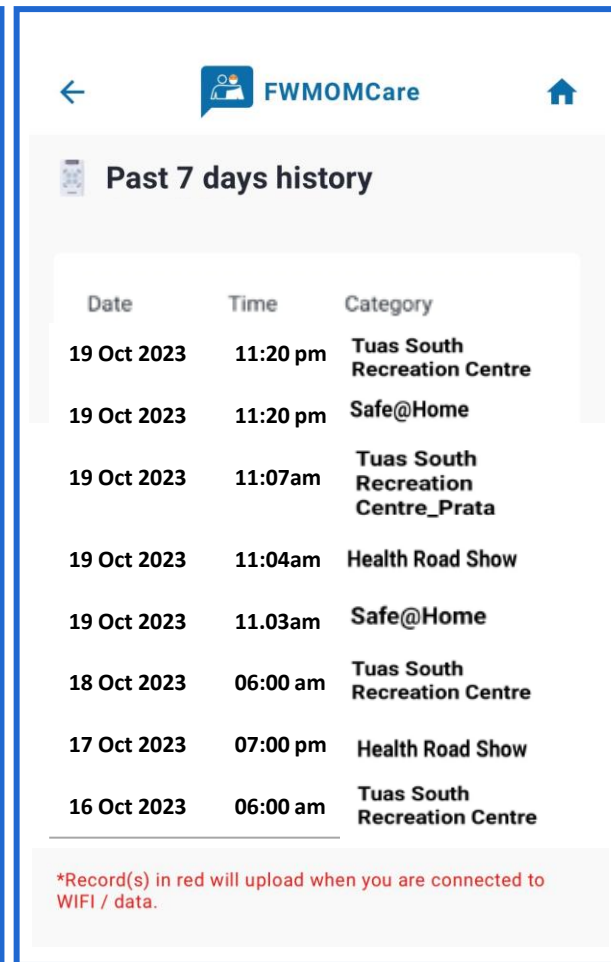 FWMOMCare
Past 7 days history
Date Time Category
19 Oct 2023 11:20 pm Tuas South
Recreation Centre
19 Oct 2023 11:20 pm Safe@Home
19 Oct 2023 11:07am Tuas South
Recreation
Centre_Prata
19 Oct 2023 11:04am Health Road Show
19 Oct 2023 11.03am Safe@Home
18 Oct 2023 06:00 am Tuas South
Recreation Centre
17 Oct 2023 07:00 pm Health Road Show
16 Oct 2023 06:00 am Tuas South
Recreation Centre
*Record(s) in red will upload when you are connected to
WIFI / data.